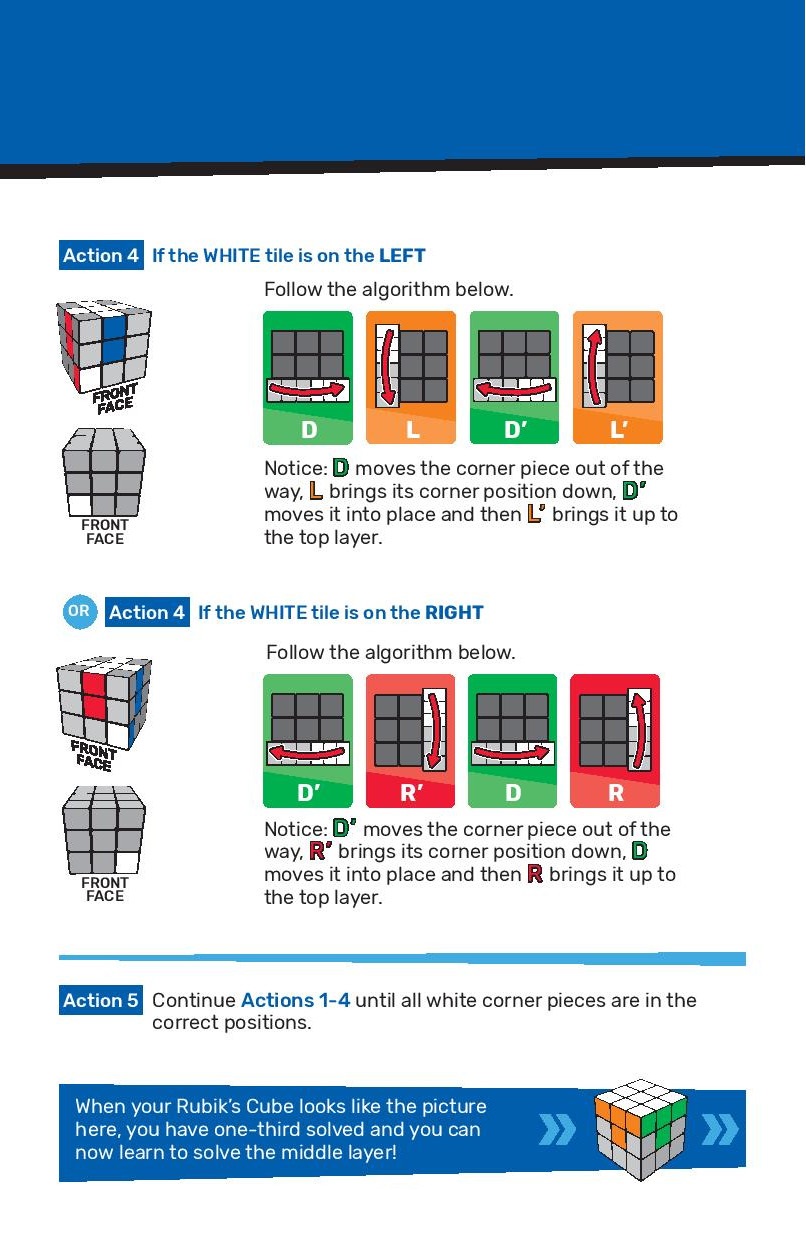 Action 4 If the WHITE tile is on the LEFT
Follow the algorithm below.
FRONT
FACE
D L D’ L’
FRONT
FACE
Notice: D moves the corner piece out of the
way, L brings its corner position down, D’
moves it into place and then L’ brings it up to
the top layer.
OR Action 4 If the WHITE tile is on the RIGHT
Follow the algorithm below.
FRONT
FACE
D’ R’ D R
FRONT
FACE
Notice: D’ moves the corner piece out of the
way, R’ brings its corner position down, D
moves it into place and then R brings it up to
the top layer.
Action 5 Continue Actions 1-4 until all white corner pieces are in the
correct positions.
When your Rubik’s Cube looks like the picture
here, you have one-third solved and you can
now learn to solve the middle layer!